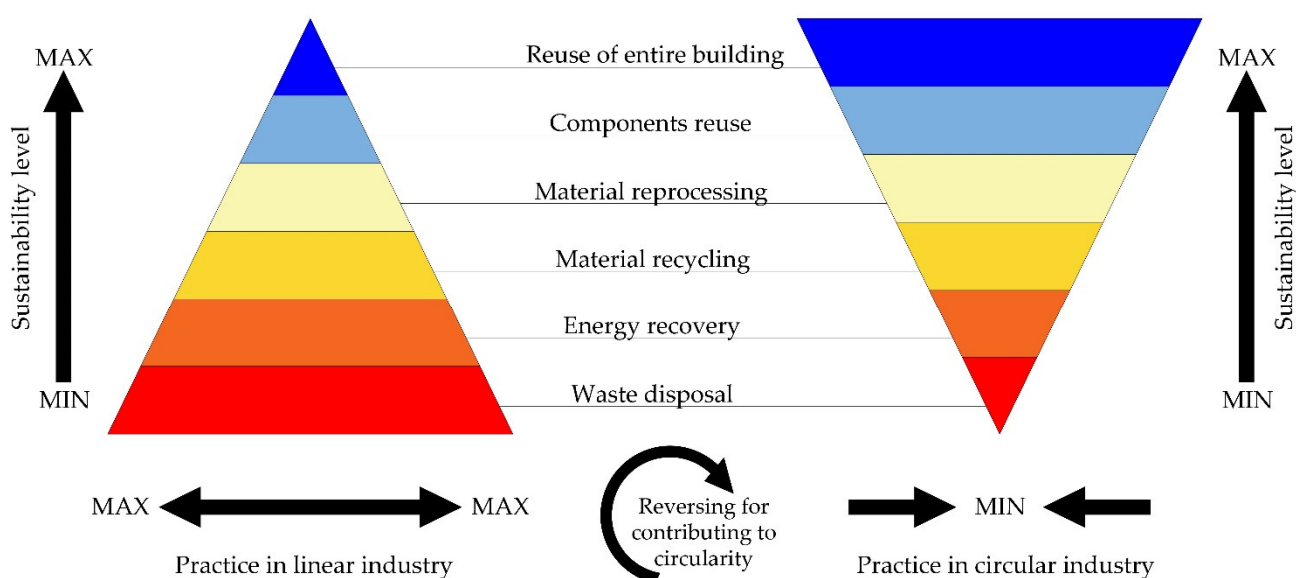 MAX
Sustainability level
MIN
Reuse of entire building
Components reuse
Material reprocessing
Material recycling
Energy recovery
Waste disposal
MAX
Sustainability level
MIN
MAX
MAX
Practice in linear industry
Reversing for
contributing to
circularity
MIN
Practice in circular industry